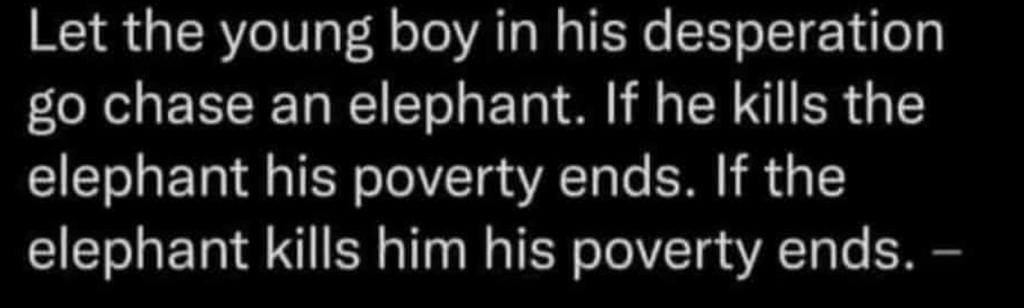 Let the young boy in his desperation
go chase an elephant. If he kills the
elephant his poverty ends. If the
elephant kills him his poverty ends. –